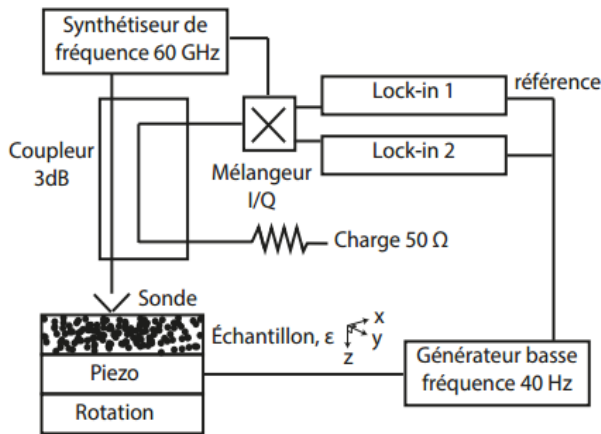 Synthétiseur de
fréquence 60 GHz
Lock-in 1
référence
Coupleur
3dB
Lock-in 2
Mélangeur
I/Q
Charge 50 Ω
Sonde
Échantillon, ε
x
y
z
Piezo
Générateur basse
fréquence 40 Hz
Rotation